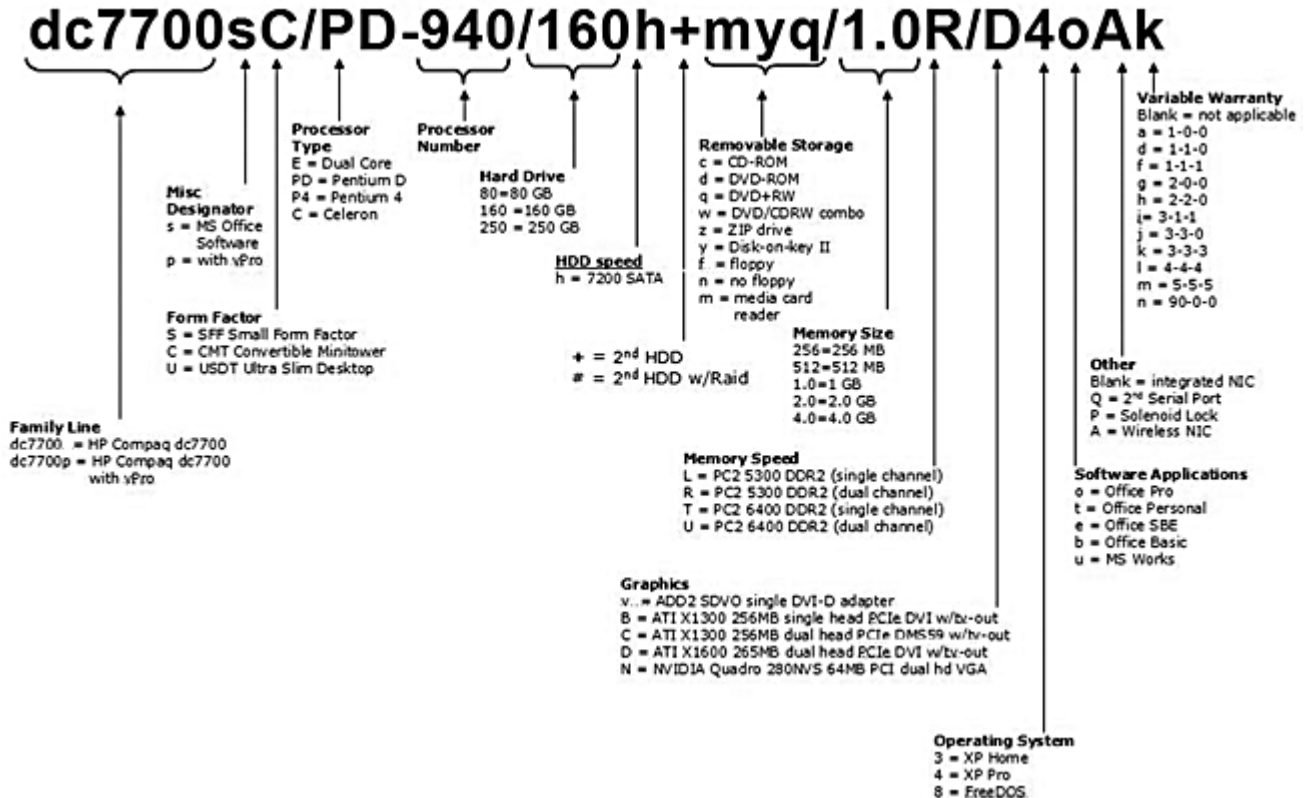 dc7700sC/PD-940/160h+myq/1.0R/D4oAk
Family Line
dc7700. = HP Compaq dc7700
dc7700p = HP Compaq dc7700
with vPro
Misc
Designator
s = MS Office
Software
p = with vPro
Form Factor
S = SFF Small Form Factor
C = CMT Convertible Minitower
U = USDT Ultra Slim Desktop
Processor
Type
E = Dual Core
PD = Pentium D
P4 = Pentium 4
C = Celeron
Processor
Number
Hard Drive
80=80 GB
160 =160 GB
250 = 250 GB
HDD speed
h = 7200 SATA
+ = 2nd HDD
# = 2nd HDD w/Raid
Removable Storage
c = CD-ROM
d = DVD-ROM
q = DVD+RW
w = DVD/CDRW combo
z = ZIP drive
y = Disk-on-key II
f. = floppy
n = no floppy
m = media card
reader
Memory Size
256=256 MB
512=512 MB
1.0=1 GB
2.0=2.0 GB
4.0=4.0 GB
Memory Speed
L = PC2 5300 DDR2 (single channel)
R = PC2 5300 DDR2 (dual channel)
T = PC2 6400 DDR2 (single channel)
U = PC2 6400 DDR2 (dual channel)
Graphics
v..= ADD2 SDVO single DVI-D adapter
B = ATI X1300 256MB single head PCIe DVI w/tv-out
C = ATI X1300 256MB dual head PCIe DMS59 w/tv-out
D = ATI X1600 265MB dual head PCIe DVI w/tv-out
N = NVIDIA Quadro 280NVS 64MB PCI dual hd VGA
Operating System
3 = XP Home
4 = XP Pro
8 = FreeDOS
Software Applications
o = Office Pro
t = Office Personal
e = Office SBE
b = Office Basic
u = MS Works
Other
Blank = integrated NIC
Q = 2nd Serial Port
P = Solenoid Lock
A = Wireless NIC
Variable Warranty
Blank = not applicable
a = 1-0-0
d = 1-1-0
f = 1-1-1
g = 2-0-0
h = 2-2-0
i= 3-1-1
j = 3-3-0
k = 3-3-3
l = 4-4-4
m = 5-5-5
n = 90-0-0